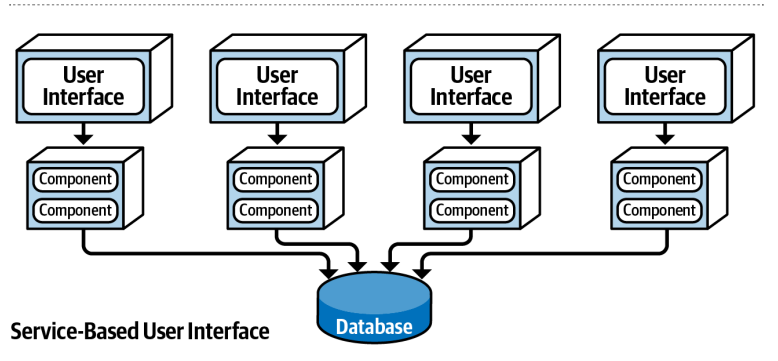 User
Interface
User
Interface
User
Interface
User
Interface
Component
Component
Component
Component
Component
Component
Component
Component
Database
Service-Based User Interface